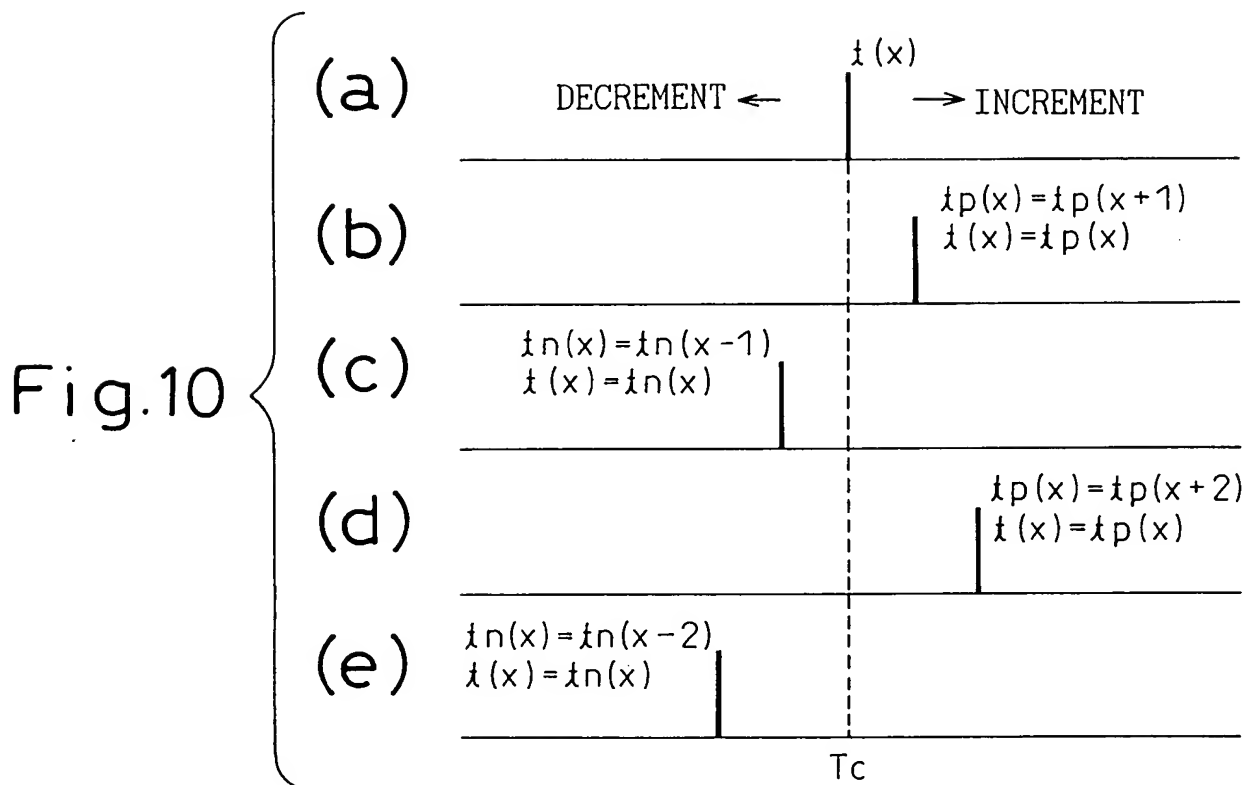 Fig.10
(a)
t(x)
DECREMENT ← → INCREMENT
(b)
tp(x)=tp(x+1)
t(x)=tp(x)
(c)
tn(x)=tn(x-1)
t(x)=tn(x)
(d)
tp(x)=tp(x+2)
t(x)=tp(x)
(e)
tn(x)=tn(x-2)
t(x)=tn(x)
Tc